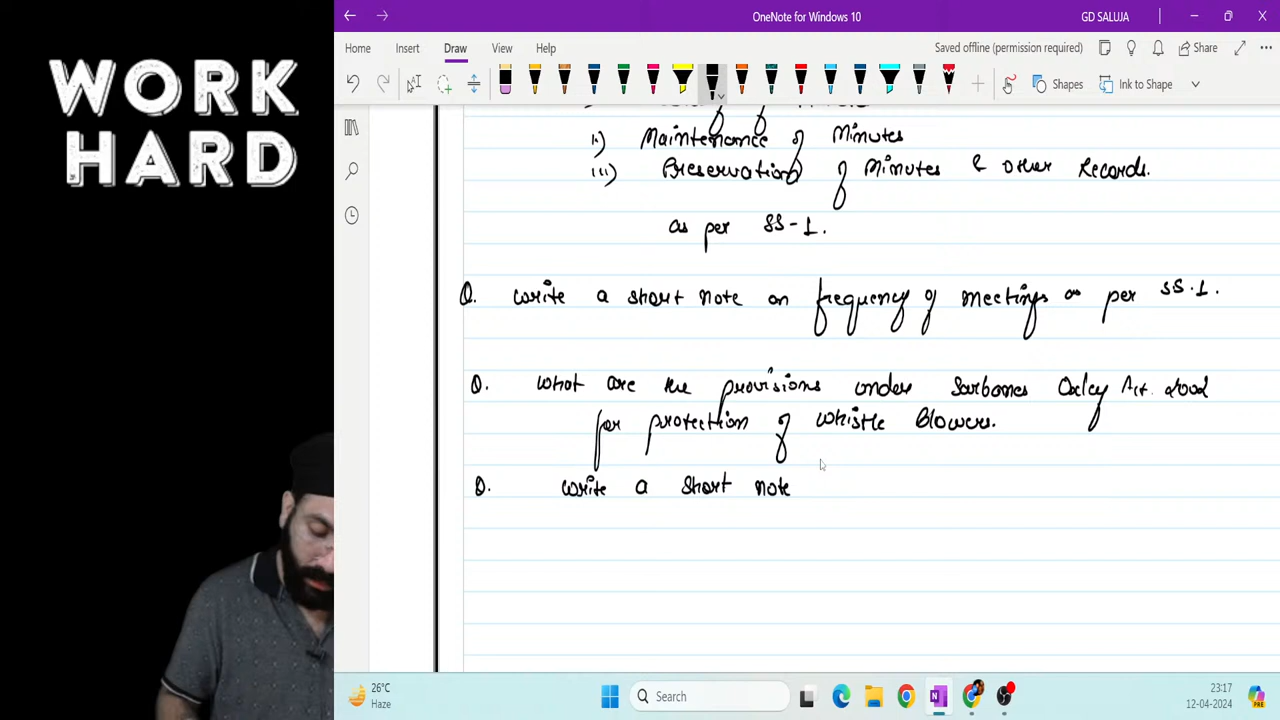 WORK
HARD
OneNote for Windows 10
GD SALUJA
Home Insert Draw View Help
Saved offline (permission required)
Share
Shapes
Ink to Shape
ii) Maintenance of Minutes
iii) Preservation of Minutes & other Records.
as per SS-1.
Q. write a short note on frequency of meetings as per SS-1.
Q. what are the provisions under Sarbanes Oxley Act. 2002
for protection of whistle Blowers.
Q. write a short note
26°C
Haze
Search
23:17
12-04-2024
PRE